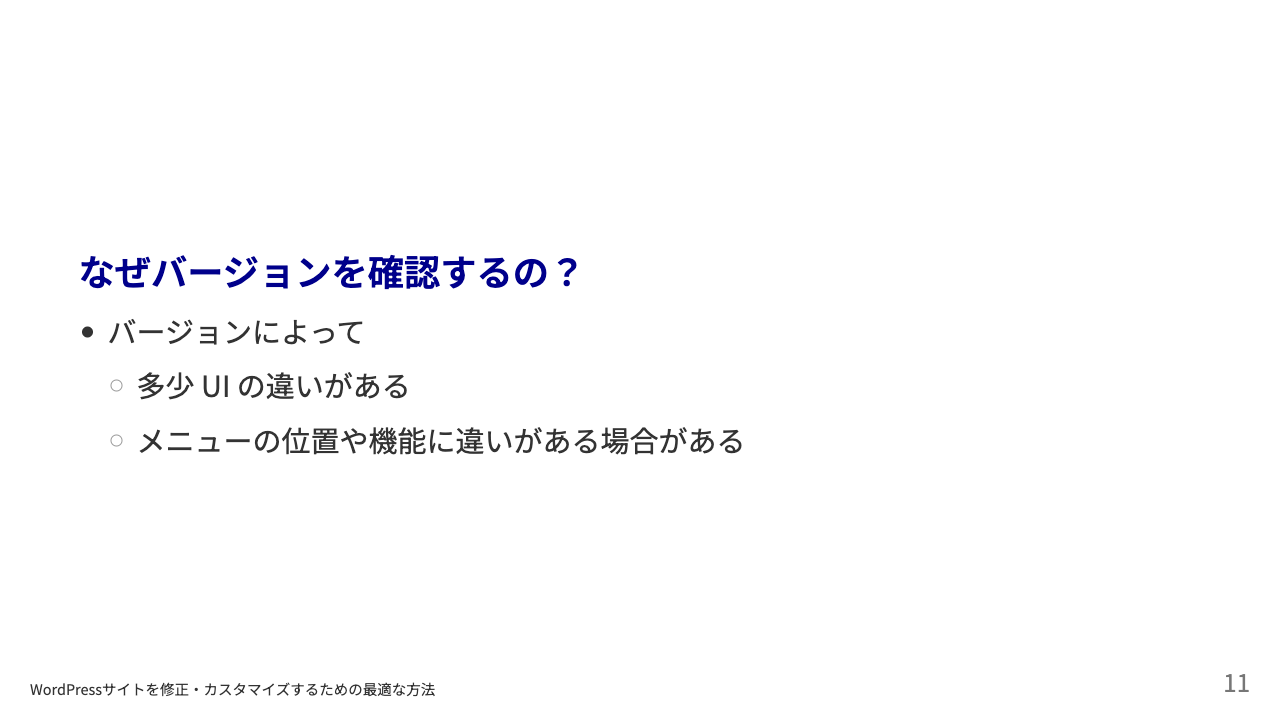 なぜバージョンを確認するの？
バージョンによって
多少 UI の違いがある
メニューの位置や機能に違いがある場合がある
WordPressサイトを修正・カスタマイズするための最適な方法
11